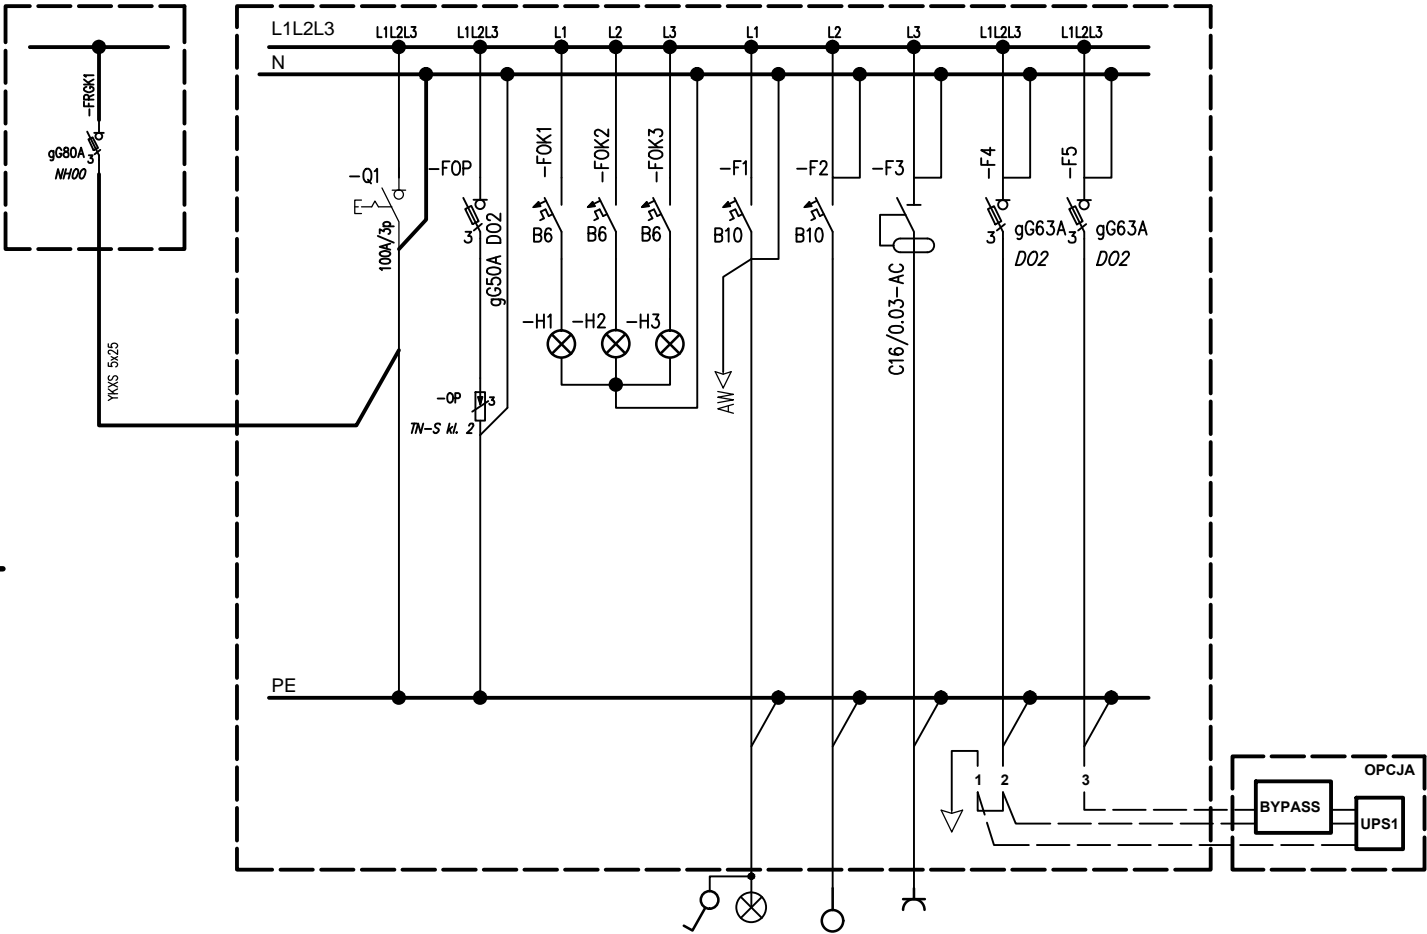 L1L2L3
L1L2L3
L1L2L3
L1
L2
L3
L1
L2
L3
L1L2L3
L1L2L3
N
-FRGK1
gG80A
3
NH00
-Q1
100A/3p
-FOP
3
gG50A D02
-FOK1
B6
-FOK2
B6
-FOK3
B6
-F1
B10
-F2
B10
-F3
C16/0.03-AC
-F4
3
gG63A
D02
-F5
3
gG63A
D02
-H1
-H2
-H3
YKXS 5x25
-OP
3
TN-S kl. 2
AW
PE
1
2
3
OPCJA
BYPASS
UPS1